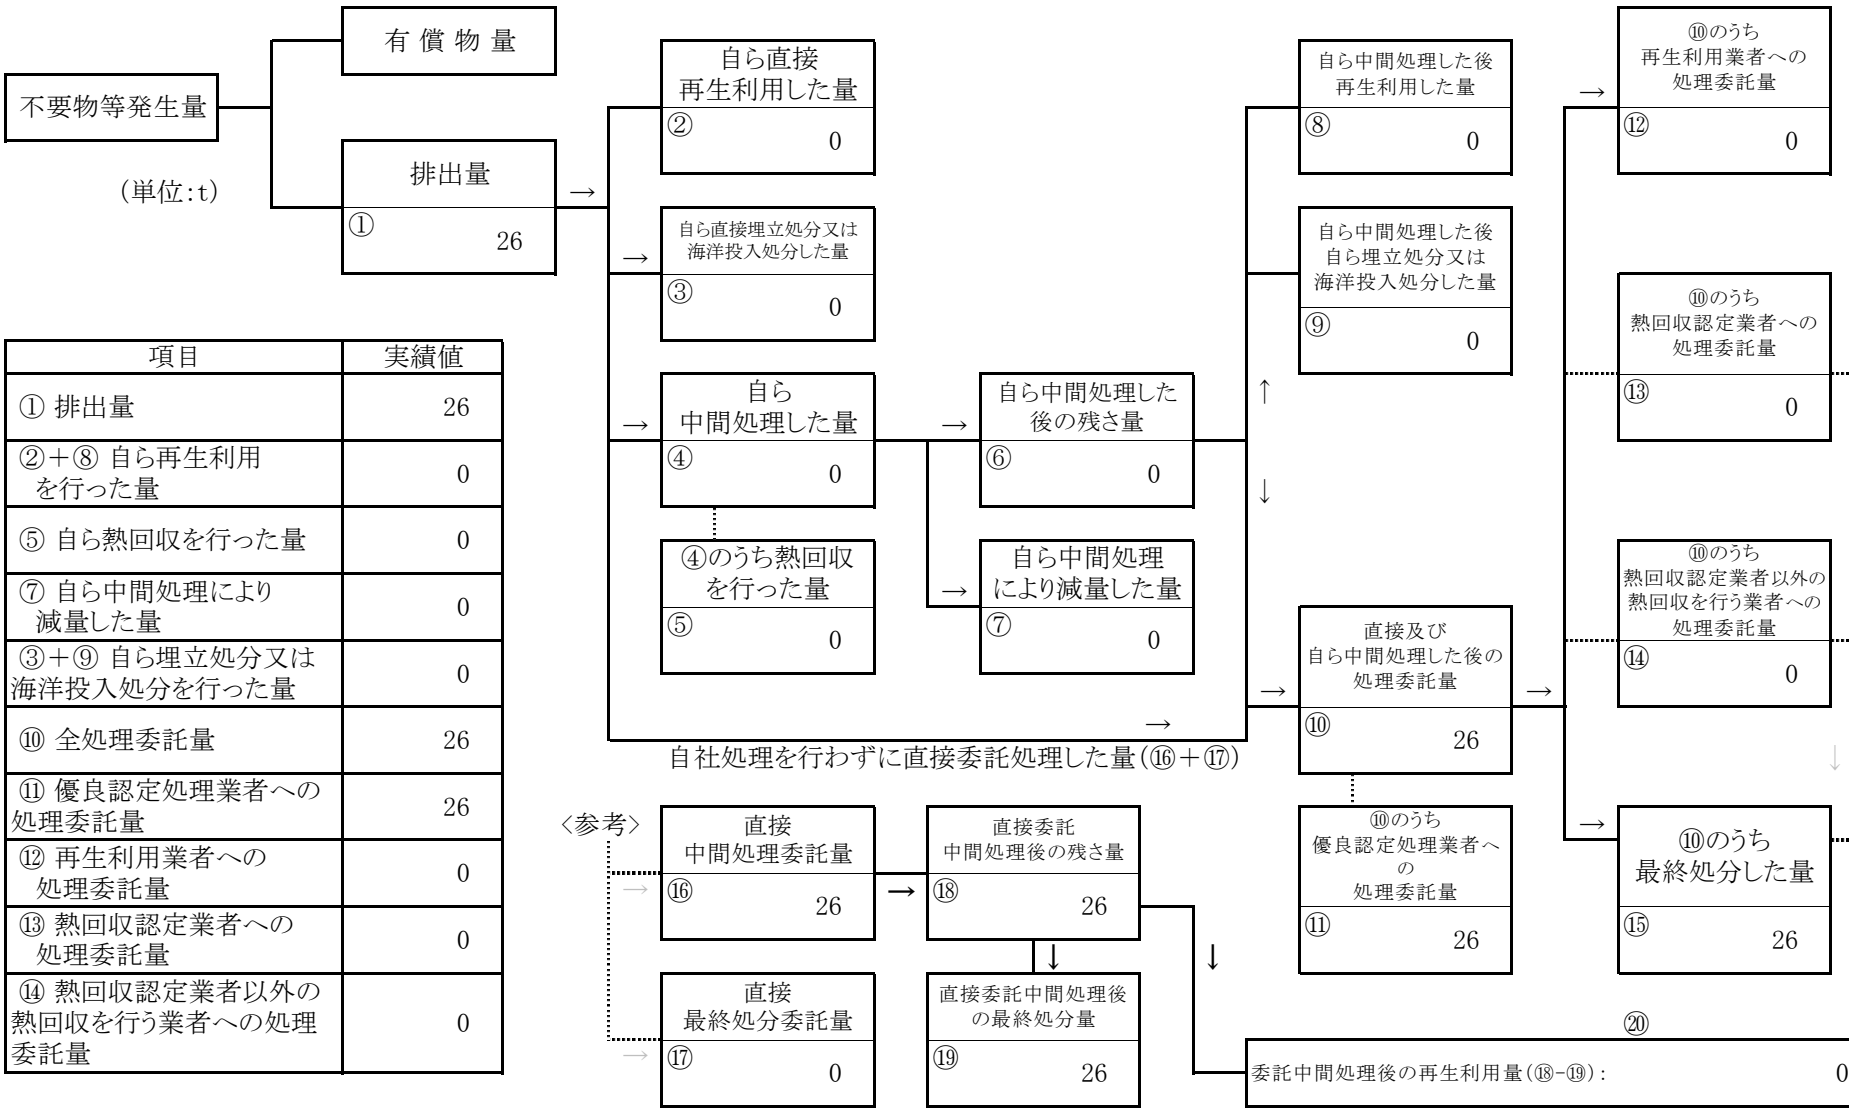 有 償 物 量
不要物等発生量
（単位:t）
排出量
①
26
→
自ら直接
再生利用した量
②
0
→
自ら直接埋立処分又は
海洋投入処分した量
③
0
→
自ら
中間処理した量
④
0
④のうち熱回収
を行った量
⑤
0
→
自ら中間処理した
後の残さ量
⑥
0
→
自ら中間処理
により減量した量
⑦
0
↑
↓
自ら中間処理した後
再生利用した量
⑧
0
自ら中間処理した後
自ら埋立処分又は
海洋投入処分した量
⑨
0
→
自社処理を行わずに直接委託処理した量(⑯＋⑰)
→
直接及び
自ら中間処理した後の
処理委託量
⑩
26
→
⑩のうち
優良認定処理業者へ
の
処理委託量
⑪
26
→
⑩のうち
再生利用業者への
処理委託量
⑫
0
⑩のうち
熱回収認定業者への
処理委託量
⑬
0
⑩のうち
熱回収認定業者以外の
熱回収を行う業者への
処理委託量
⑭
0
↓
→
⑩のうち
最終処分した量
⑮
26
項目 実績値
① 排出量 26
②＋⑧ 自ら再生利用
を行った量 0
⑤ 自ら熱回収を行った量 0
⑦ 自ら中間処理により
減量した量 0
③＋⑨ 自ら埋立処分又は
海洋投入処分を行った量 0
⑩ 全処理委託量 26
⑪ 優良認定処理業者への
処理委託量 26
⑫ 再生利用業者への
処理委託量 0
⑬ 熱回収認定業者への
処理委託量 0
⑭ 熱回収認定業者以外の
熱回収を行う業者への処理
委託量 0
〈参考〉
→
直接
中間処理委託量
⑯
26
→
直接委託
中間処理後の残さ量
⑱
26
↓
↓
→
直接
最終処分委託量
⑰
0
直接委託中間処理後
の最終処分量
⑲
26
⑳
委託中間処理後の再生利用量(⑱-⑲)： 0